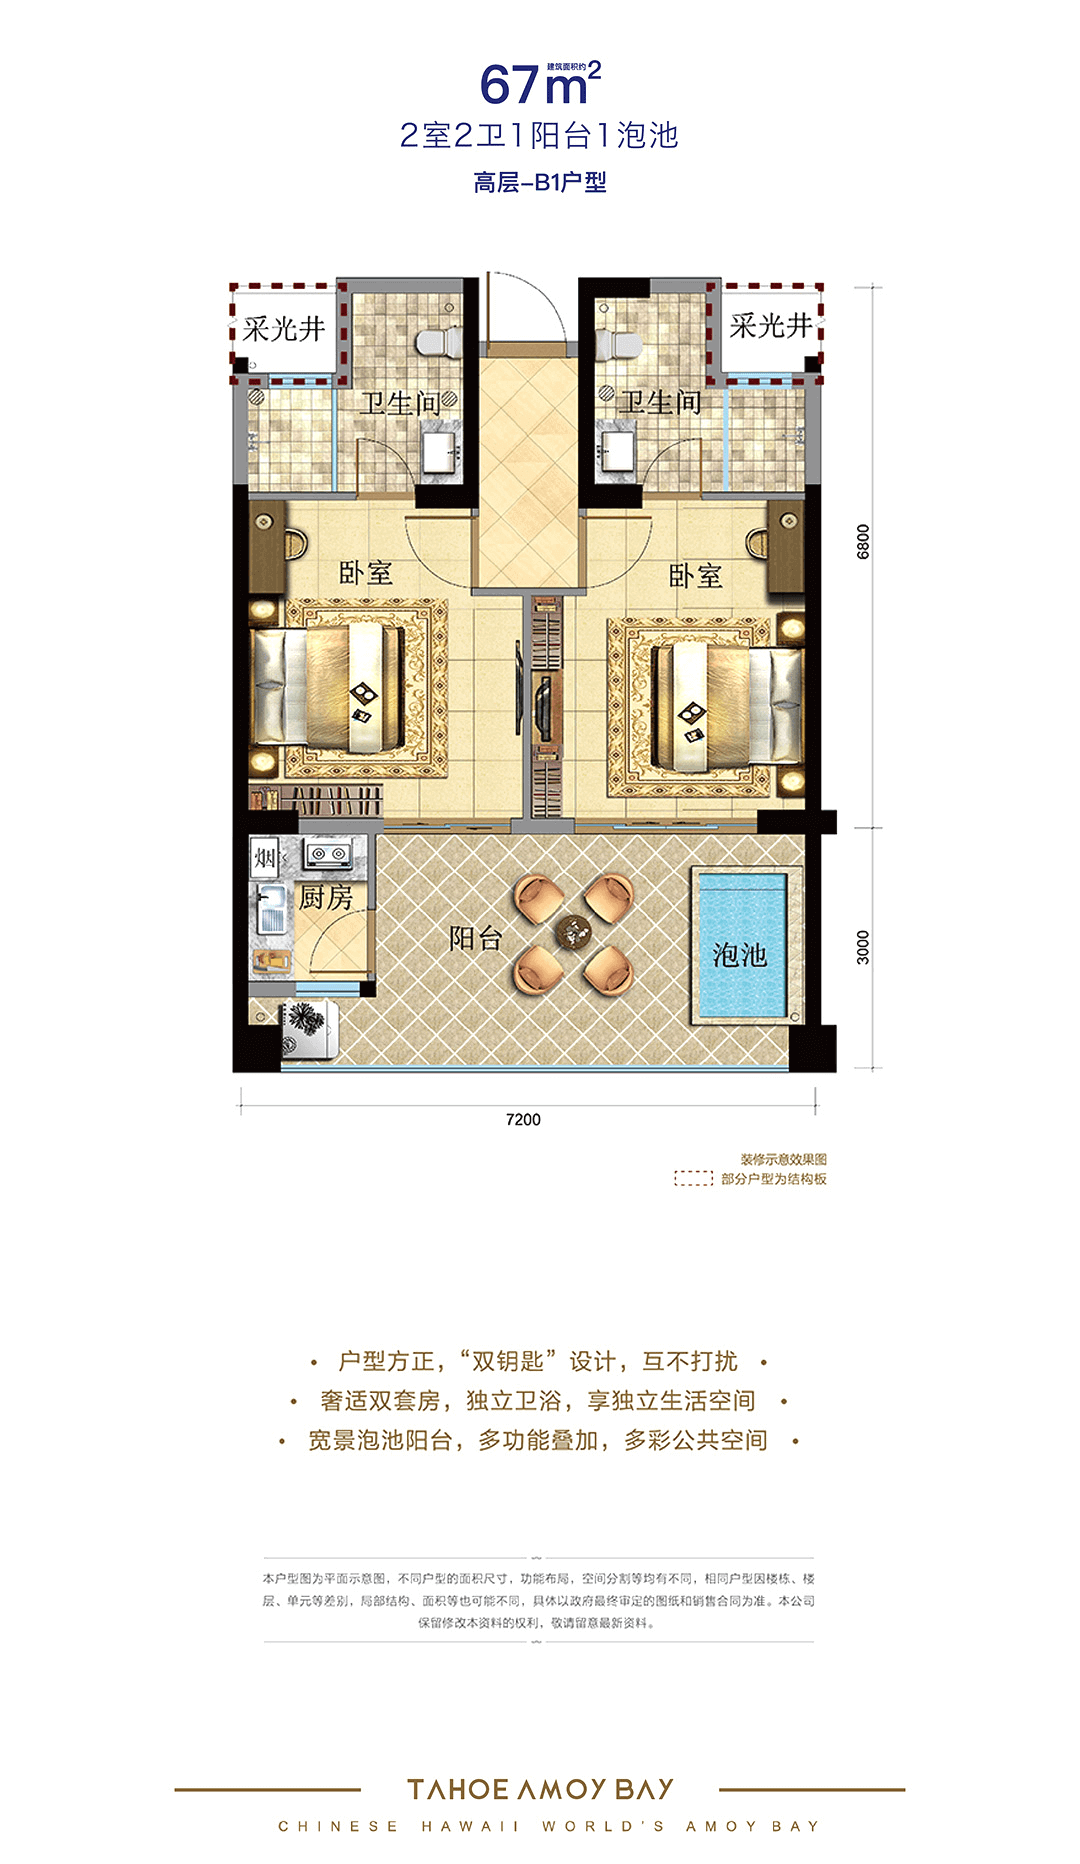 67m²
建筑面积约
2室2卫1阳台1泡池
高层-B1户型
采光井
采光井
卫生间
卫生间
6800
卧室
卧室
烟
厨房
阳台
泡池
3000
7200
装修示意效果图
部分户型为结构板
• 户型方正，“双钥匙”设计，互不打扰 •
• 奢适双套房，独立卫浴，享独立生活空间 •
• 宽景泡池阳台，多功能叠加，多彩公共空间 •
本户型图为平面示意图，不同户型的面积尺寸，功能布局，空间分割等均有不同，相同户型因楼栋、楼
层、单元等差别，局部结构、面积等也可能不同，具体以政府最终审定的图纸和销售合同为准。本公司
保留修改本资料的权利，敬请留意最新资料。
TAHOE AMOY BAY
CHINESE HAWAII WORLD'S AMOY BAY